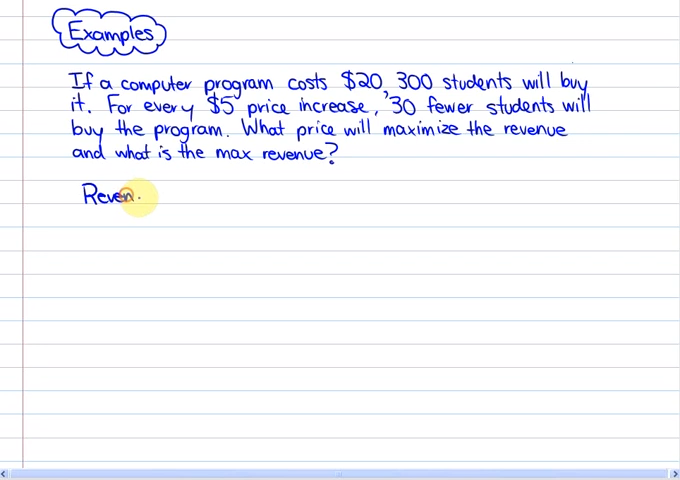 Examples
If a computer program costs $20, 300 students will buy
it. For every $5 price increase, 30 fewer students will
buy the program. What price will maximize the revenue
and what is the max revenue?
Reven